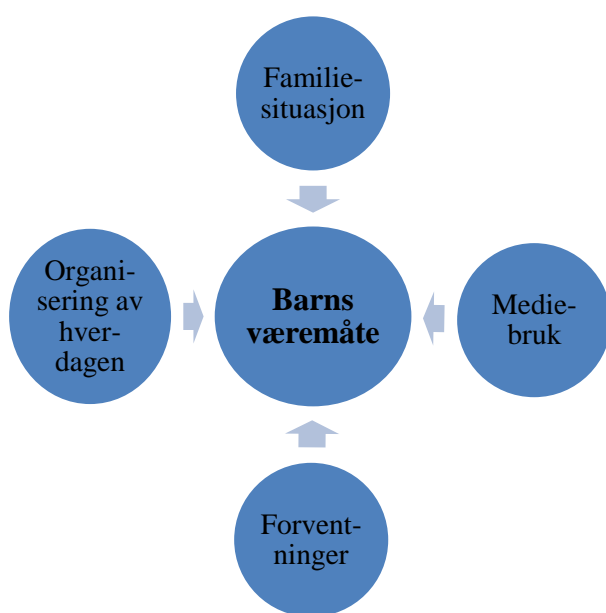 Familie-
situasjon
Organi-
sering av
hver-
dagen
Barns
væremåte
Medie-
bruk
Forvent-
ninger